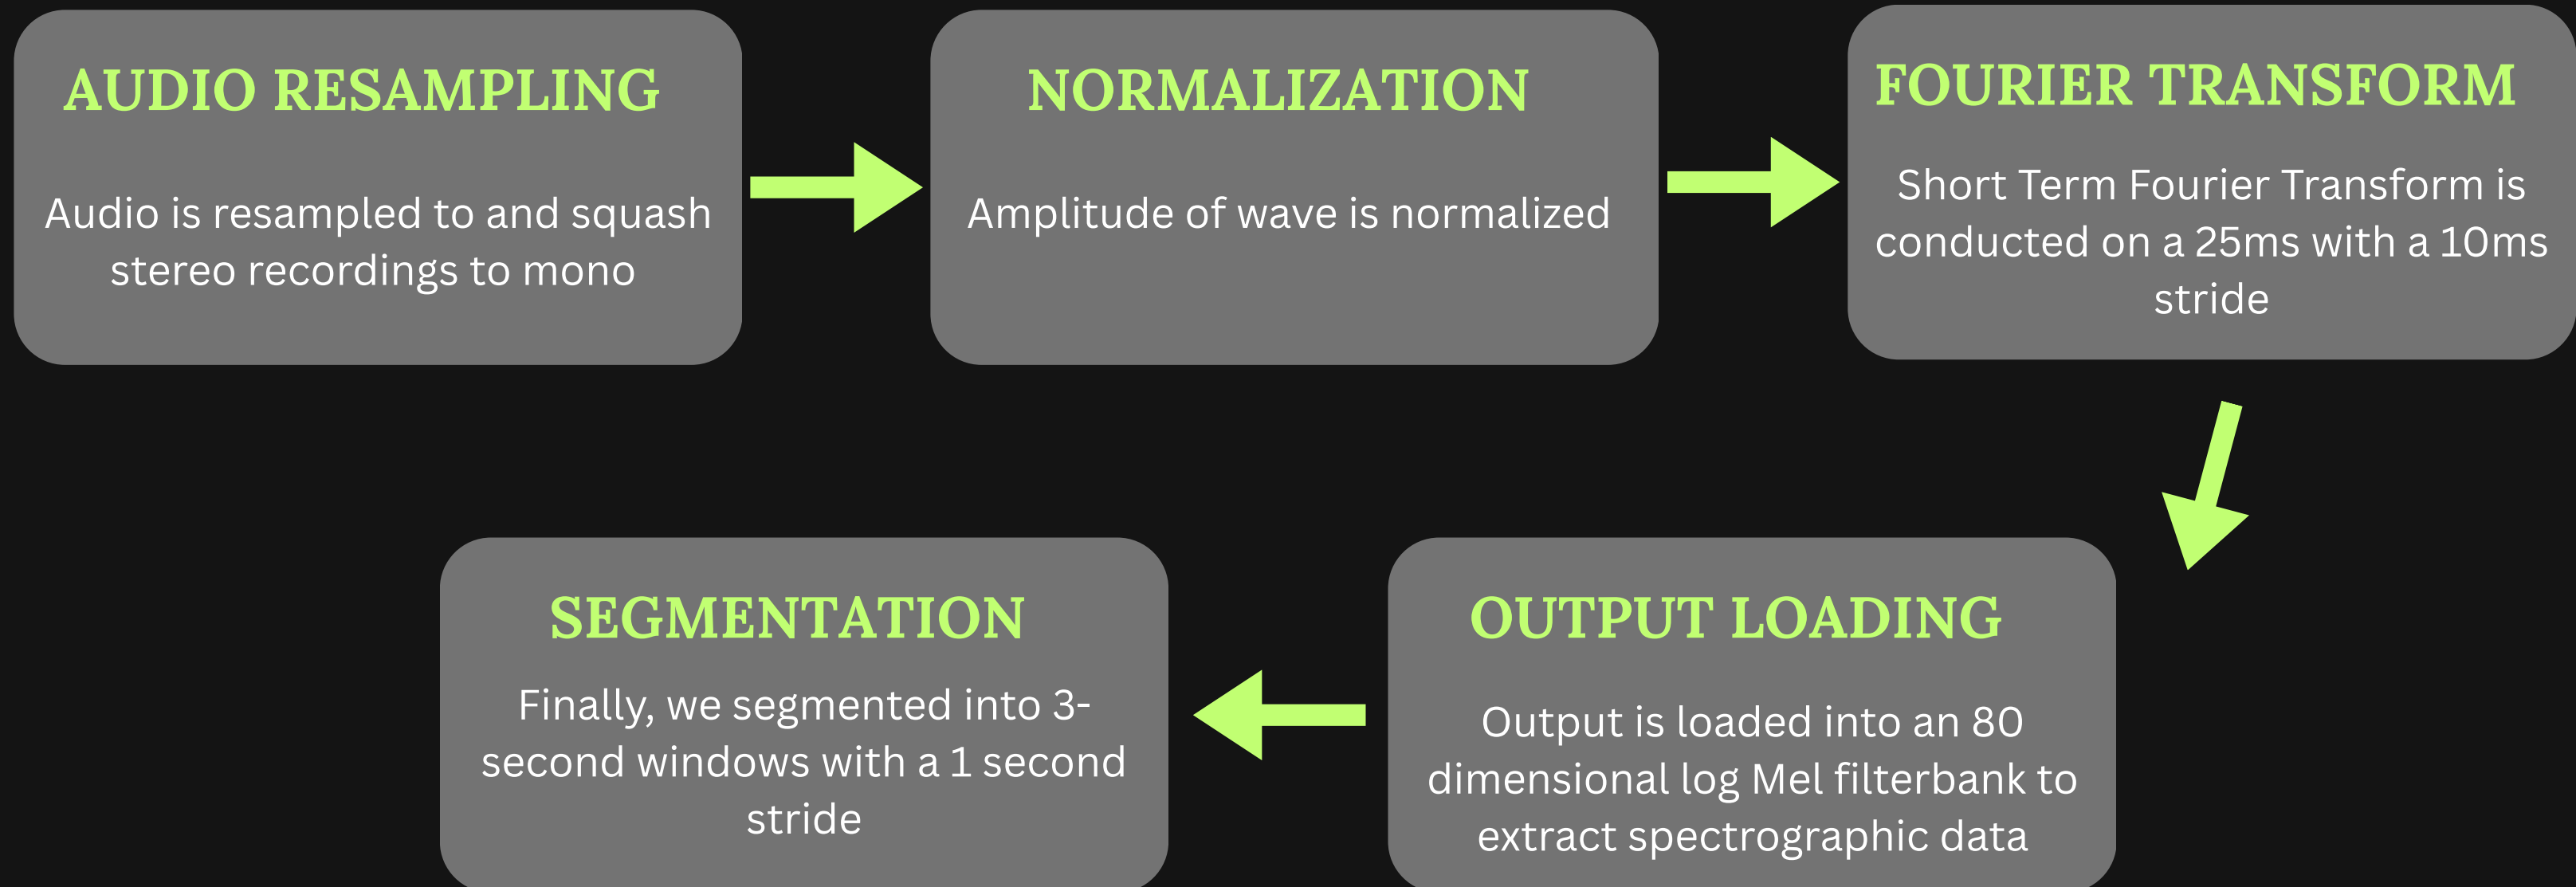 AUDIO RESAMPLING
Audio is resampled to and squash
stereo recordings to mono
NORMALIZATION
Amplitude of wave is normalized
FOURIER TRANSFORM
Short Term Fourier Transform is
conducted on a 25ms with a 10ms
stride
OUTPUT LOADING
Output is loaded into an 80
dimensional log Mel filterbank to
extract spectrographic data
SEGMENTATION
Finally, we segmented into 3-
second windows with a 1 second
stride